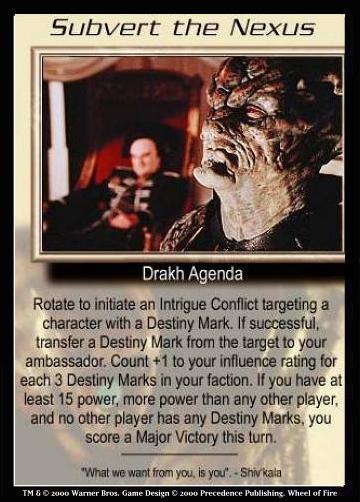 Subvert the Nexus
Drakh Agenda
Rotate to initiate an Intrigue Conflict targeting a
character with a Destiny Mark. If successful,
transfer a Destiny Mark from the target to your
ambassador. Count +1 to your influence rating for
each 3 Destiny Marks in your faction. If you have at
least 15 power, more power than any other player,
and no other player has any Destiny Marks, you
score a Major Victory this turn.
"What we want from you, is you". - Shiv'kala
TM & © 2000 Warner Bros. Game Design © 2000 Precedence Publishing. Wheel of Fire